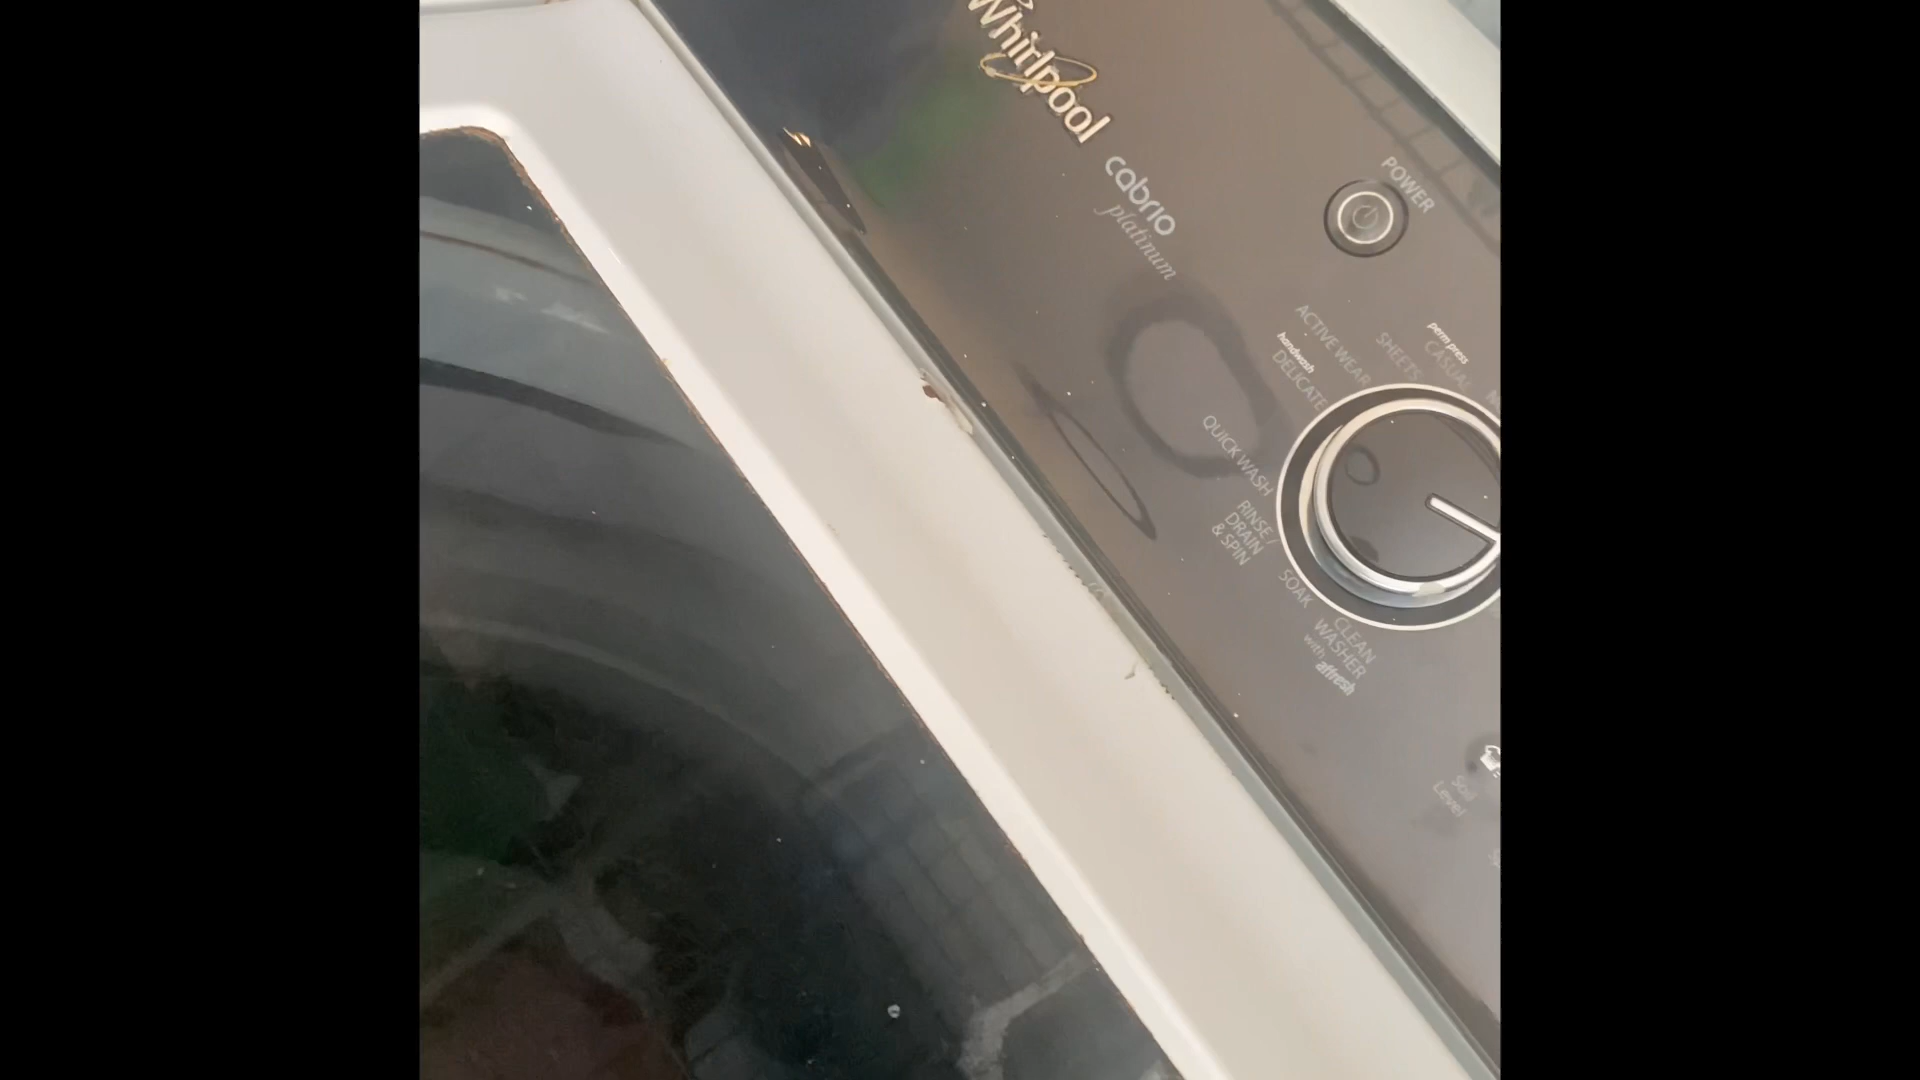 Whirlpool
cabrio
platinum
POWER
perm press
CASUAL
SHEETS
ACTIVE WEAR
handwash
DELICATE
QUICK WASH
RINSE/
DRAIN
& SPIN
SOAK
CLEAN
WASHER
with affresh
Soil
Level